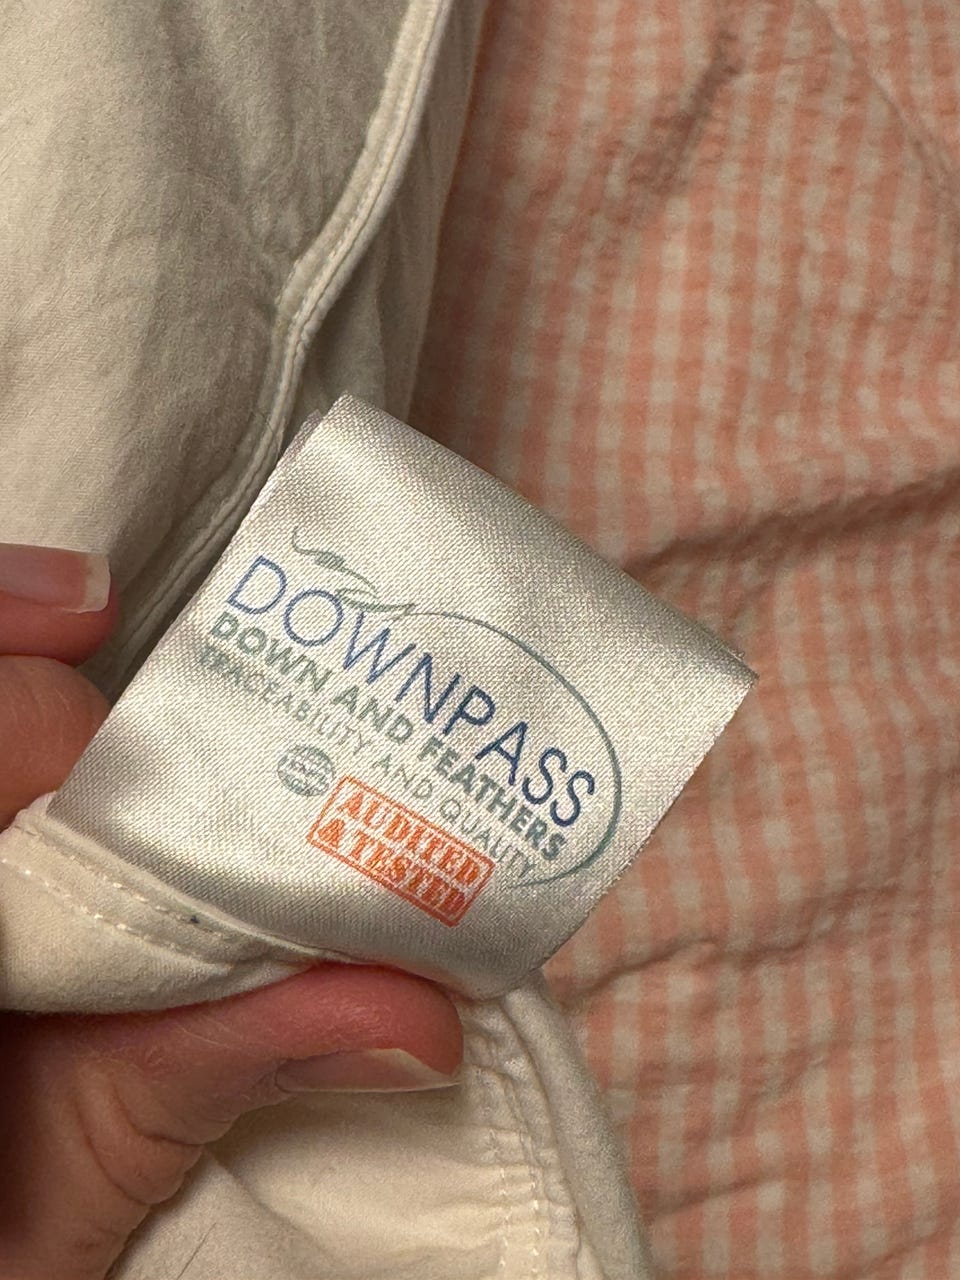 DOWNPASS
DOWN AND FEATHERS
TRACEABILITY AND QUALITY
AUDITED
& TESTED